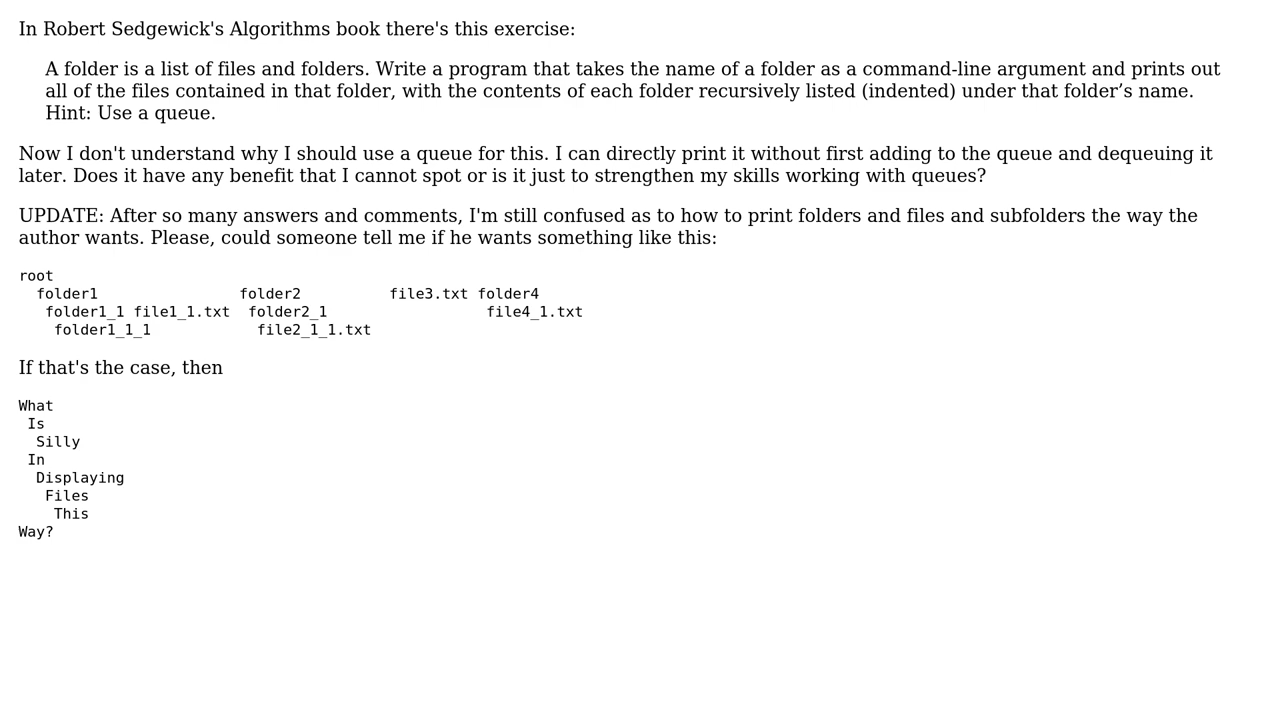 In Robert Sedgewick's Algorithms book there's this exercise:
A folder is a list of files and folders. Write a program that takes the name of a folder as a command-line argument and prints out
all of the files contained in that folder, with the contents of each folder recursively listed (indented) under that folder’s name.
Hint: Use a queue.
Now I don't understand why I should use a queue for this. I can directly print it without first adding to the queue and dequeuing it
later. Does it have any benefit that I cannot spot or is it just to strengthen my skills working with queues?
UPDATE: After so many answers and comments, I'm still confused as to how to print folders and files and subfolders the way the
author wants. Please, could someone tell me if he wants something like this:
root
  folder1                folder2          file3.txt folder4
   folder1_1 file1_1.txt  folder2_1                  file4_1.txt
    folder1_1_1            file2_1_1.txt
If that's the case, then
What
 Is
  Silly
 In
  Displaying
   Files
    This
Way?